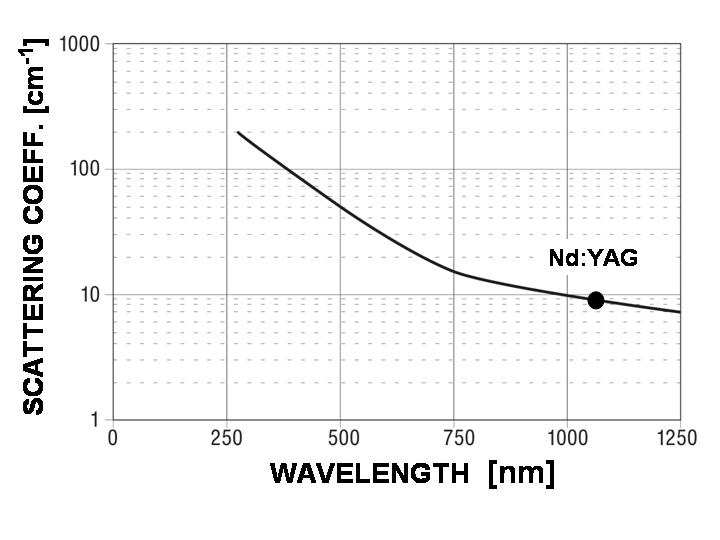 SCATTERING COEFF. [cm-1]
1000
100
10
1
Nd:YAG
0 250 500 750 1000 1250
WAVELENGTH [nm]